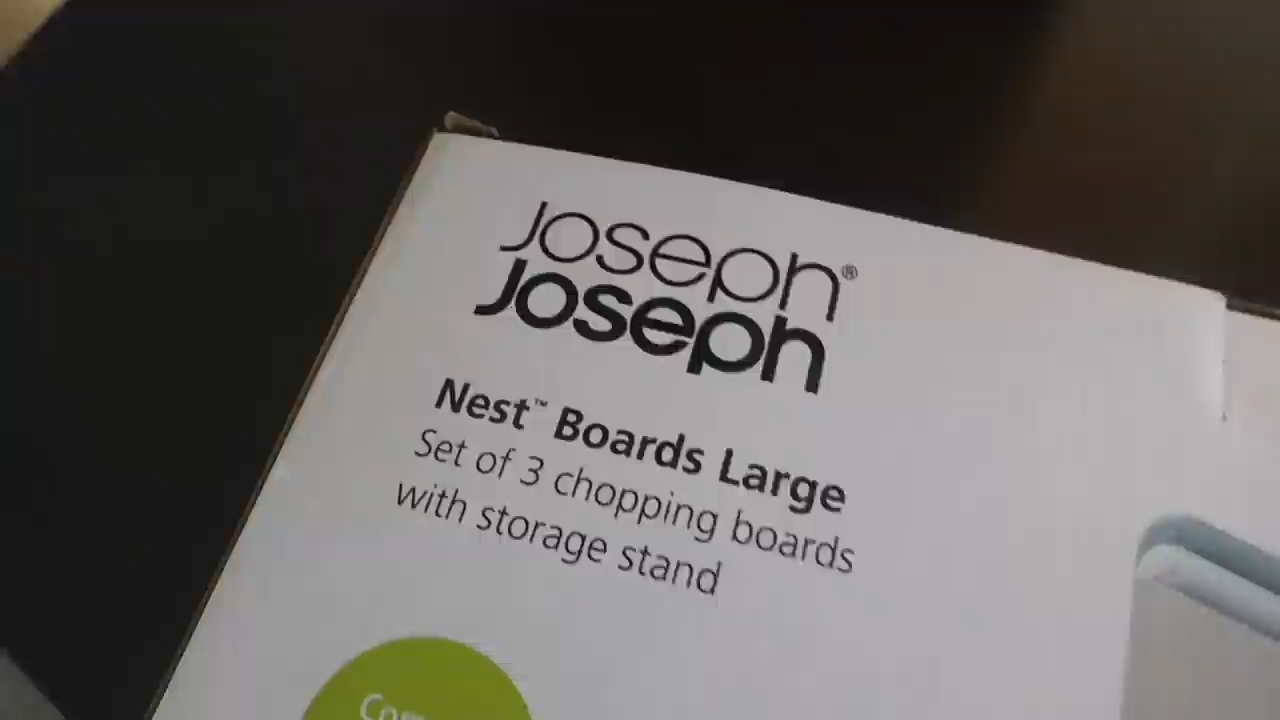 Joseph®
Joseph
Nest™ Boards Large
Set of 3 chopping boards
with storage stand